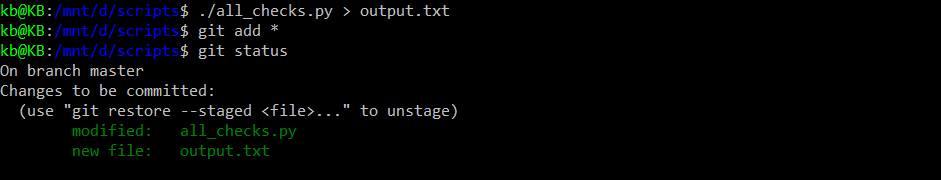 kb@KB:/mnt/d/scripts$ ./all_checks.py > output.txt
kb@KB:/mnt/d/scripts$ git add *
kb@KB:/mnt/d/scripts$ git status
On branch master
Changes to be committed:
  (use "git restore --staged <file>..." to unstage)
        modified:   all_checks.py
        new file:   output.txt